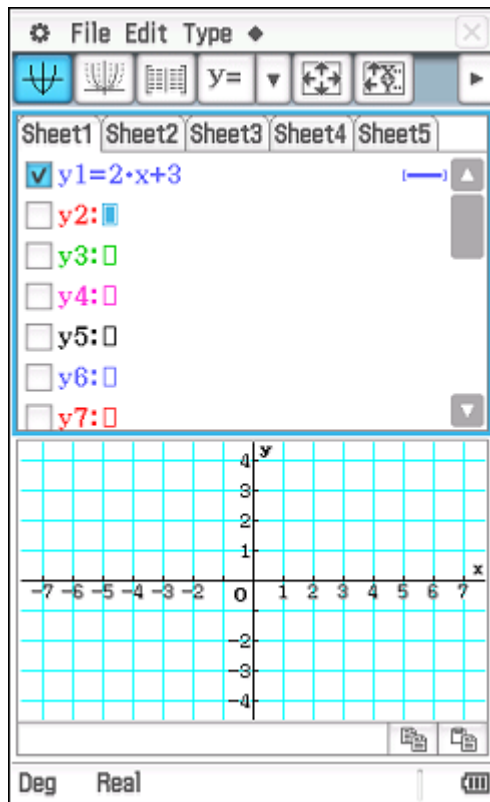 File Edit Type ◆
y=
Sheet1 Sheet2 Sheet3 Sheet4 Sheet5
y1=2·x+3
y2:
y3:
y4:
y5:
y6:
y7:
y
4
3
2
1
x
-7 -6 -5 -4 -3 -2 0 1 2 3 4 5 6 7
-2
-3
-4
Deg Real